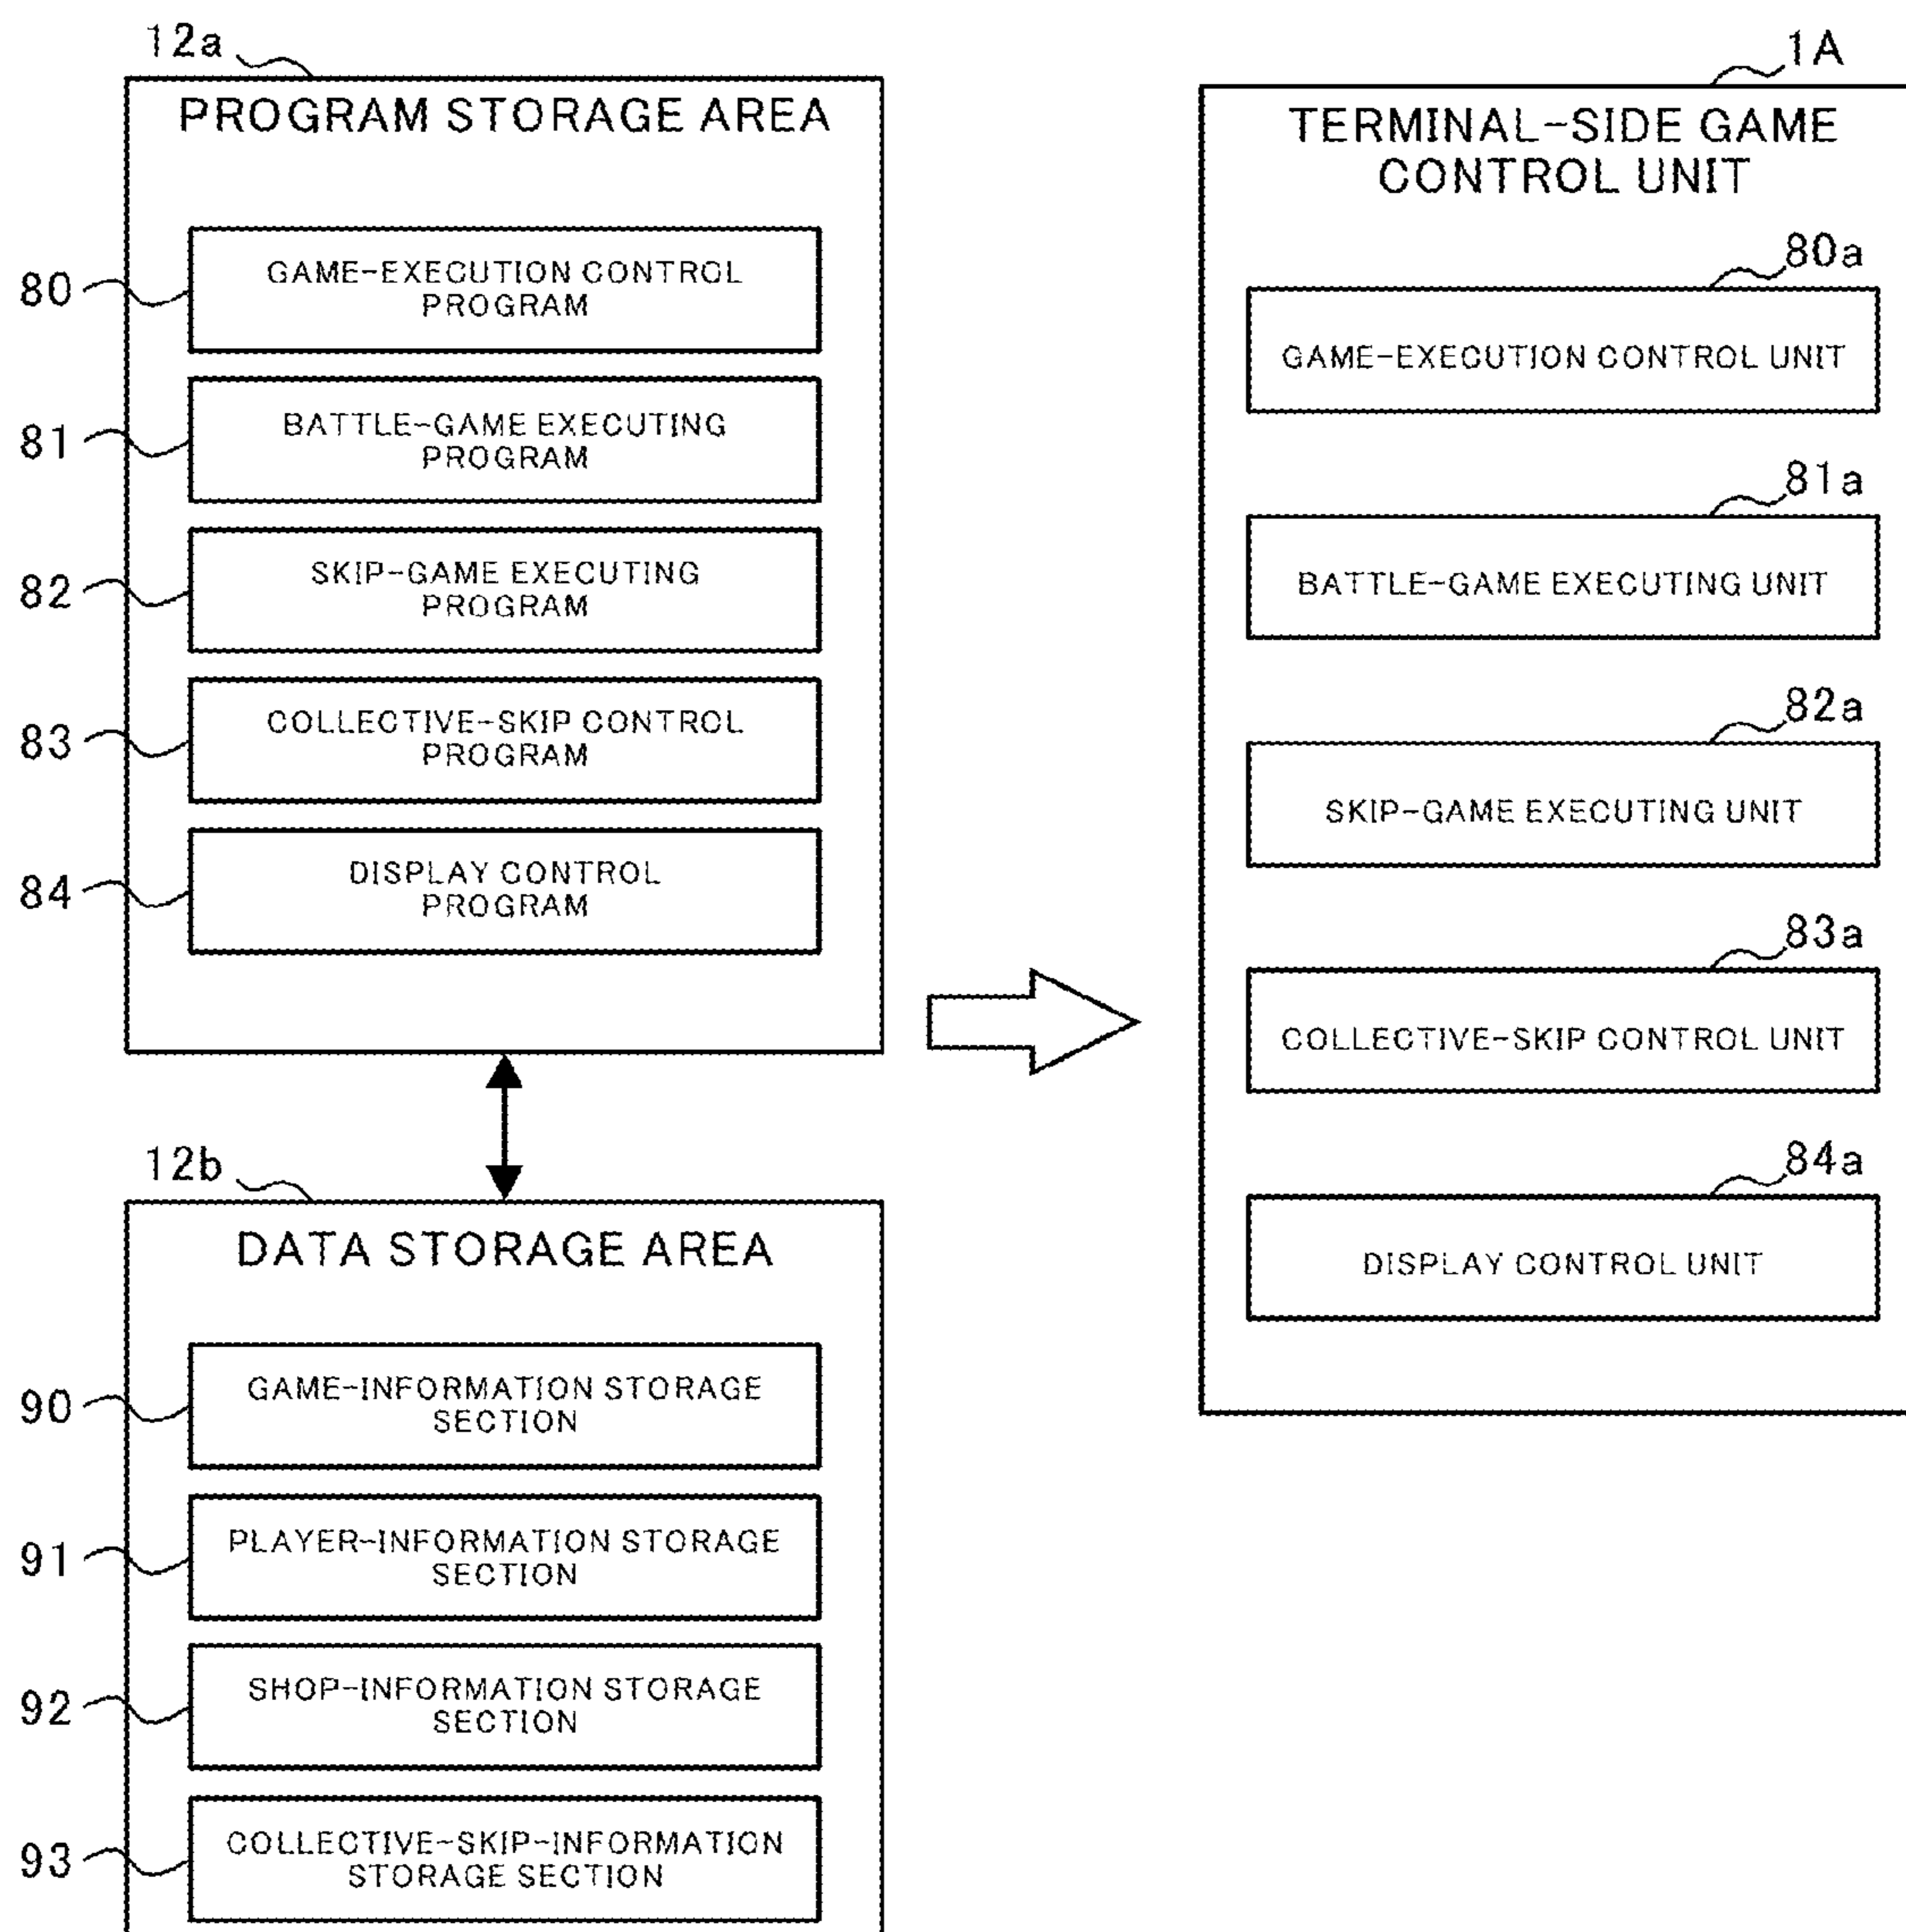 12a
PROGRAM STORAGE AREA
80
GAME-EXECUTION CONTROL
PROGRAM
81
BATTLE-GAME EXECUTING
PROGRAM
82
SKIP-GAME EXECUTING
PROGRAM
83
COLLECTIVE-SKIP CONTROL
PROGRAM
84
DISPLAY CONTROL
PROGRAM
12b
DATA STORAGE AREA
90
GAME-INFORMATION STORAGE
SECTION
91
PLAYER-INFORMATION STORAGE
SECTION
92
SHOP-INFORMATION STORAGE
SECTION
93
COLLECTIVE-SKIP-INFORMATION
STORAGE SECTION
1A
TERMINAL-SIDE GAME
CONTROL UNIT
80a
GAME-EXECUTION CONTROL UNIT
81a
BATTLE-GAME EXECUTING UNIT
82a
SKIP-GAME EXECUTING UNIT
83a
COLLECTIVE-SKIP CONTROL UNIT
84a
DISPLAY CONTROL UNIT